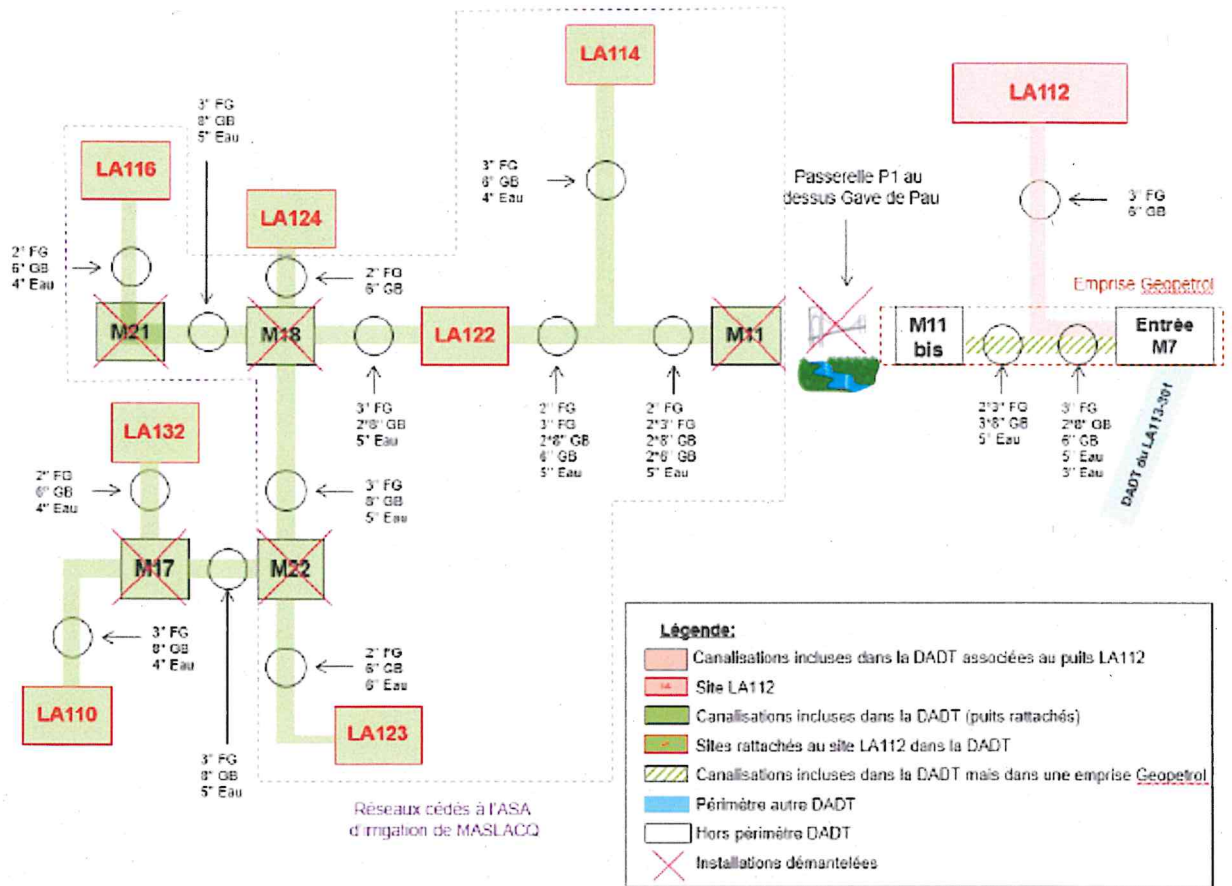 LA114
LA112
3" FG
8" GB
5" Eau
LA116
3" FG
6" GB
4" Eau
Passerelle P1 au
dessus Gave de Pau
3" FG
6" GB
LA124
2" FG
6" GB
4" Eau
2" FG
6" GB
Emprise Geopetrol
M21
M18
LA122
M11
M11
bis
Entrée
M7
3" FG
2*8" GB
5" Eau
2" FG
3" FG
2*8" GB
6" GB
5" Eau
2" FG
2*3" FG
2*8" GB
2*6" GB
5" Eau
2*3" FG
3*8" GB
5" Eau
3" FG
2*8" GB
6" GB
5" Eau
3" Eau
DADT du LA113-301
LA132
2" FG
6" GB
4" Eau
3" FG
8" GB
5" Eau
M17
M22
3" FG
8" GB
4" Eau
2" FG
6" GB
6" Eau
LA110
LA123
3" FG
8" GB
5" Eau
Réseaux cédés à l'ASA
d'irrigation de MASLACQ
Légende:
Canalisations incluses dans la DADT associées au puits LA112
Site LA112
Canalisations incluses dans la DADT (puits rattachés)
Sites rattachés au site LA112 dans la DADT
Canalisations incluses dans la DADT mais dans une emprise Geopetrol
Périmètre autre DADT
Hors périmètre DADT
Installations démantelées